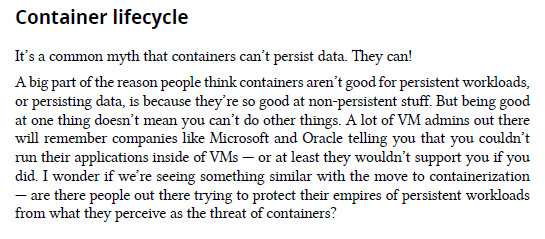 Container lifecycle
It’s a common myth that containers can’t persist data. They can!
A big part of the reason people think containers aren’t good for persistent workloads,
or persisting data, is because they’re so good at non-persistent stuff. But being good
at one thing doesn’t mean you can’t do other things. A lot of VM admins out there
will remember companies like Microsoft and Oracle telling you that you couldn’t
run their applications inside of VMs — or at least they wouldn’t support you if you
did. I wonder if we’re seeing something similar with the move to containerization
— are there people out there trying to protect their empires of persistent workloads
from what they perceive as the threat of containers?